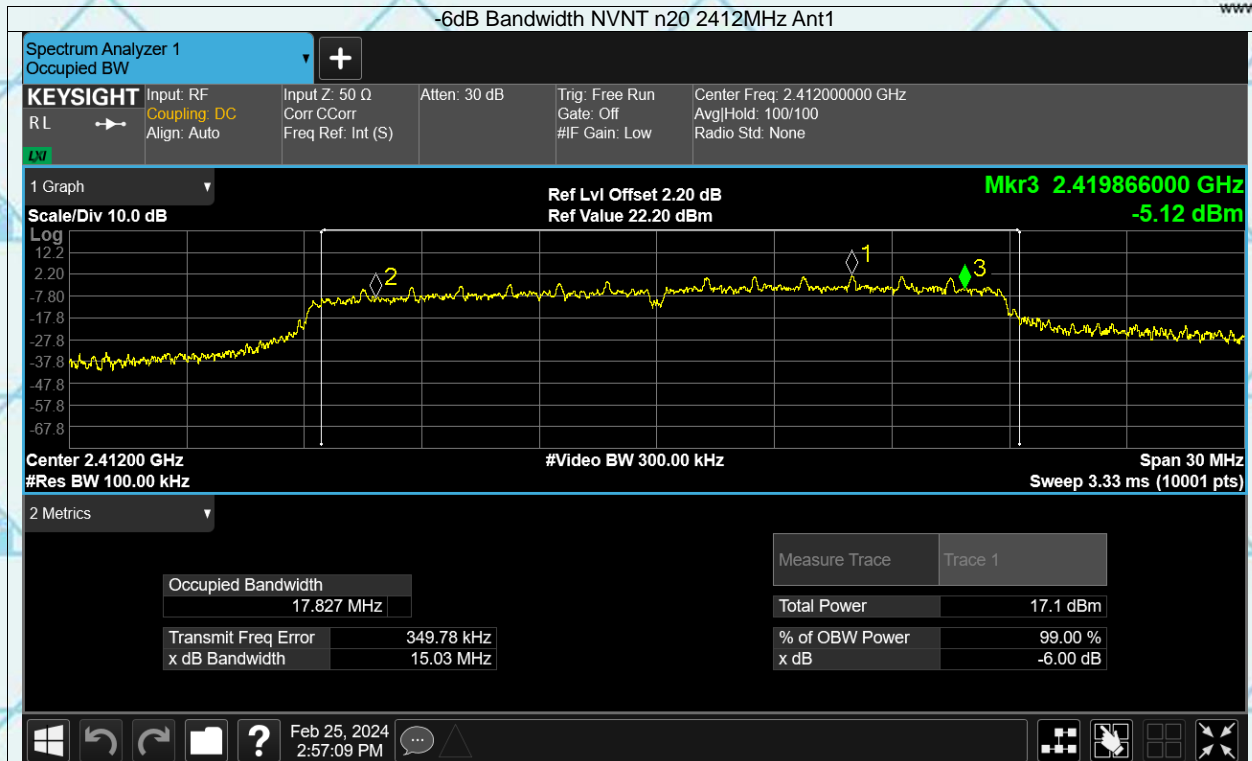 www
-6dB Bandwidth NVNT n20 2412MHz Ant1
Spectrum Analyzer 1
Occupied BW
+
KEYSIGHT
RL
LXI
Input: RF
Coupling: DC
Align: Auto
Input Z: 50 Ω
Corr CCorr
Freq Ref: Int (S)
Atten: 30 dB
Trig: Free Run
Gate: Off
#IF Gain: Low
Center Freq: 2.412000000 GHz
Avg|Hold: 100/100
Radio Std: None
1 Graph
Scale/Div 10.0 dB
Ref Lvl Offset 2.20 dB
Ref Value 22.20 dBm
Mkr3 2.419866000 GHz
-5.12 dBm
Log
12.2
2.20
-7.80
-17.8
-27.8
-37.8
-47.8
-57.8
-67.8
2
1
3
Center 2.41200 GHz
#Video BW 300.00 kHz
Span 30 MHz
#Res BW 100.00 kHz
Sweep 3.33 ms (10001 pts)
2 Metrics
Measure Trace Trace 1
Occupied Bandwidth
17.827 MHz
Total Power 17.1 dBm
Transmit Freq Error 349.78 kHz
% of OBW Power 99.00 %
x dB Bandwidth 15.03 MHz
x dB -6.00 dB
?
Feb 25, 2024
2:57:09 PM